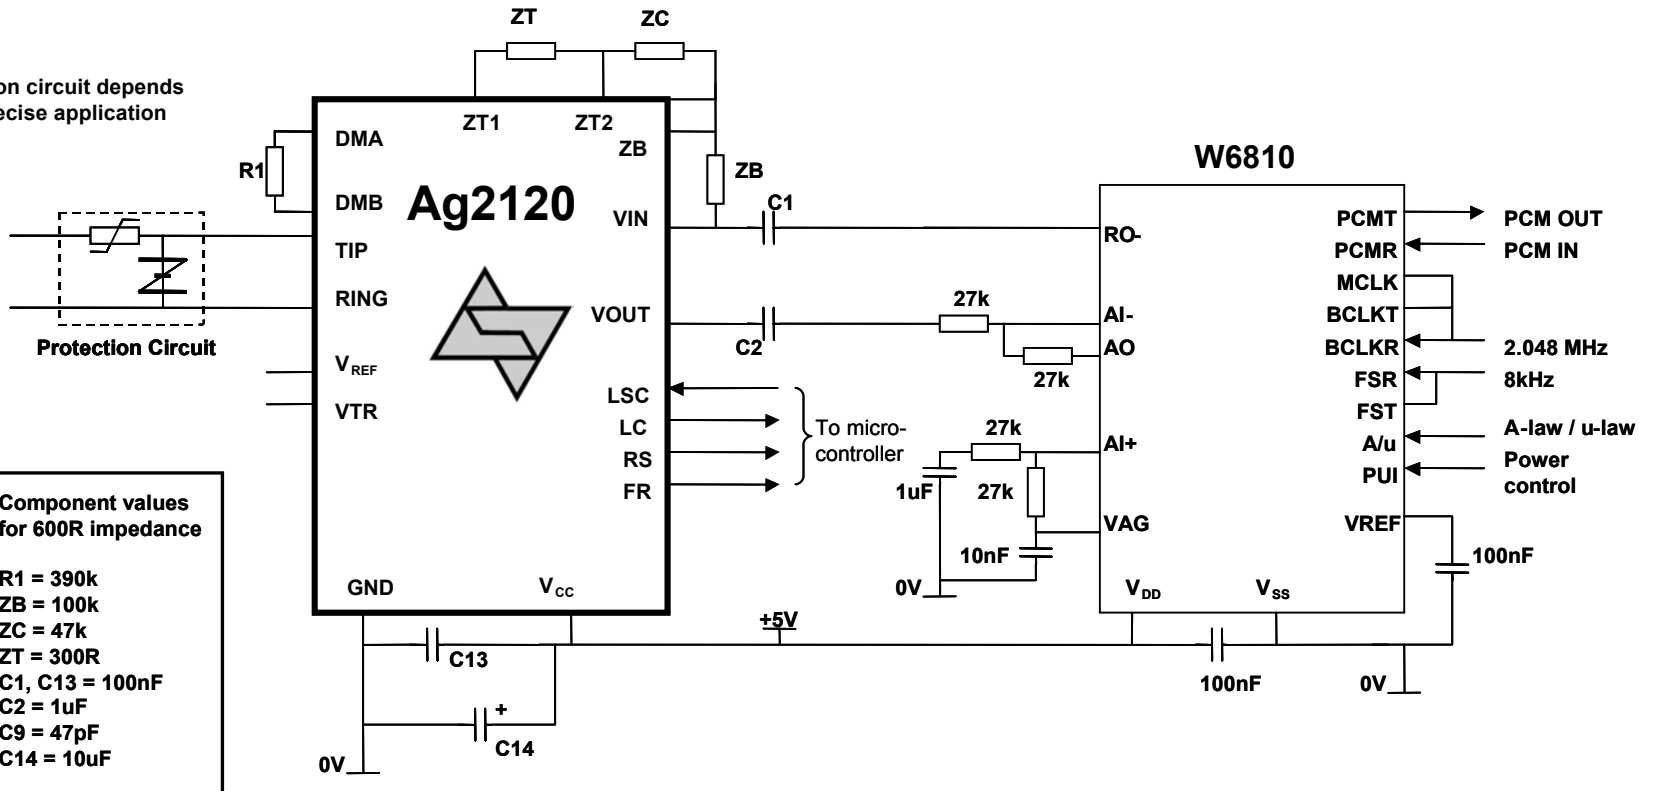 ZT
ZC
on circuit depends
ecise application
R1
DMA
DMB
TIP
RING
VREF
VTR
ZT1
ZT2
ZB
Ag2120
VIN
VOUT
LSC
LC
RS
FR
GND
VCC
ZB
C1
C2
Protection Circuit
To micro-
controller
27k
27k
27k
27k
1uF
10nF
0V
W6810
RO-
AI-
AO
AI+
VAG
VDD
VSS
PCMT
PCMR
MCLK
BCLKT
BCLKR
FSR
FST
A/u
PUI
VREF
PCM OUT
PCM IN
2.048 MHz
8kHz
A-law / u-law
Power
control
100nF
100nF
0V
+5V
C13
+
C14
0V
Component values
for 600R impedance
R1 = 390k
ZB = 100k
ZC = 47k
ZT = 300R
C1, C13 = 100nF
C2 = 1uF
C9 = 47pF
C14 = 10uF